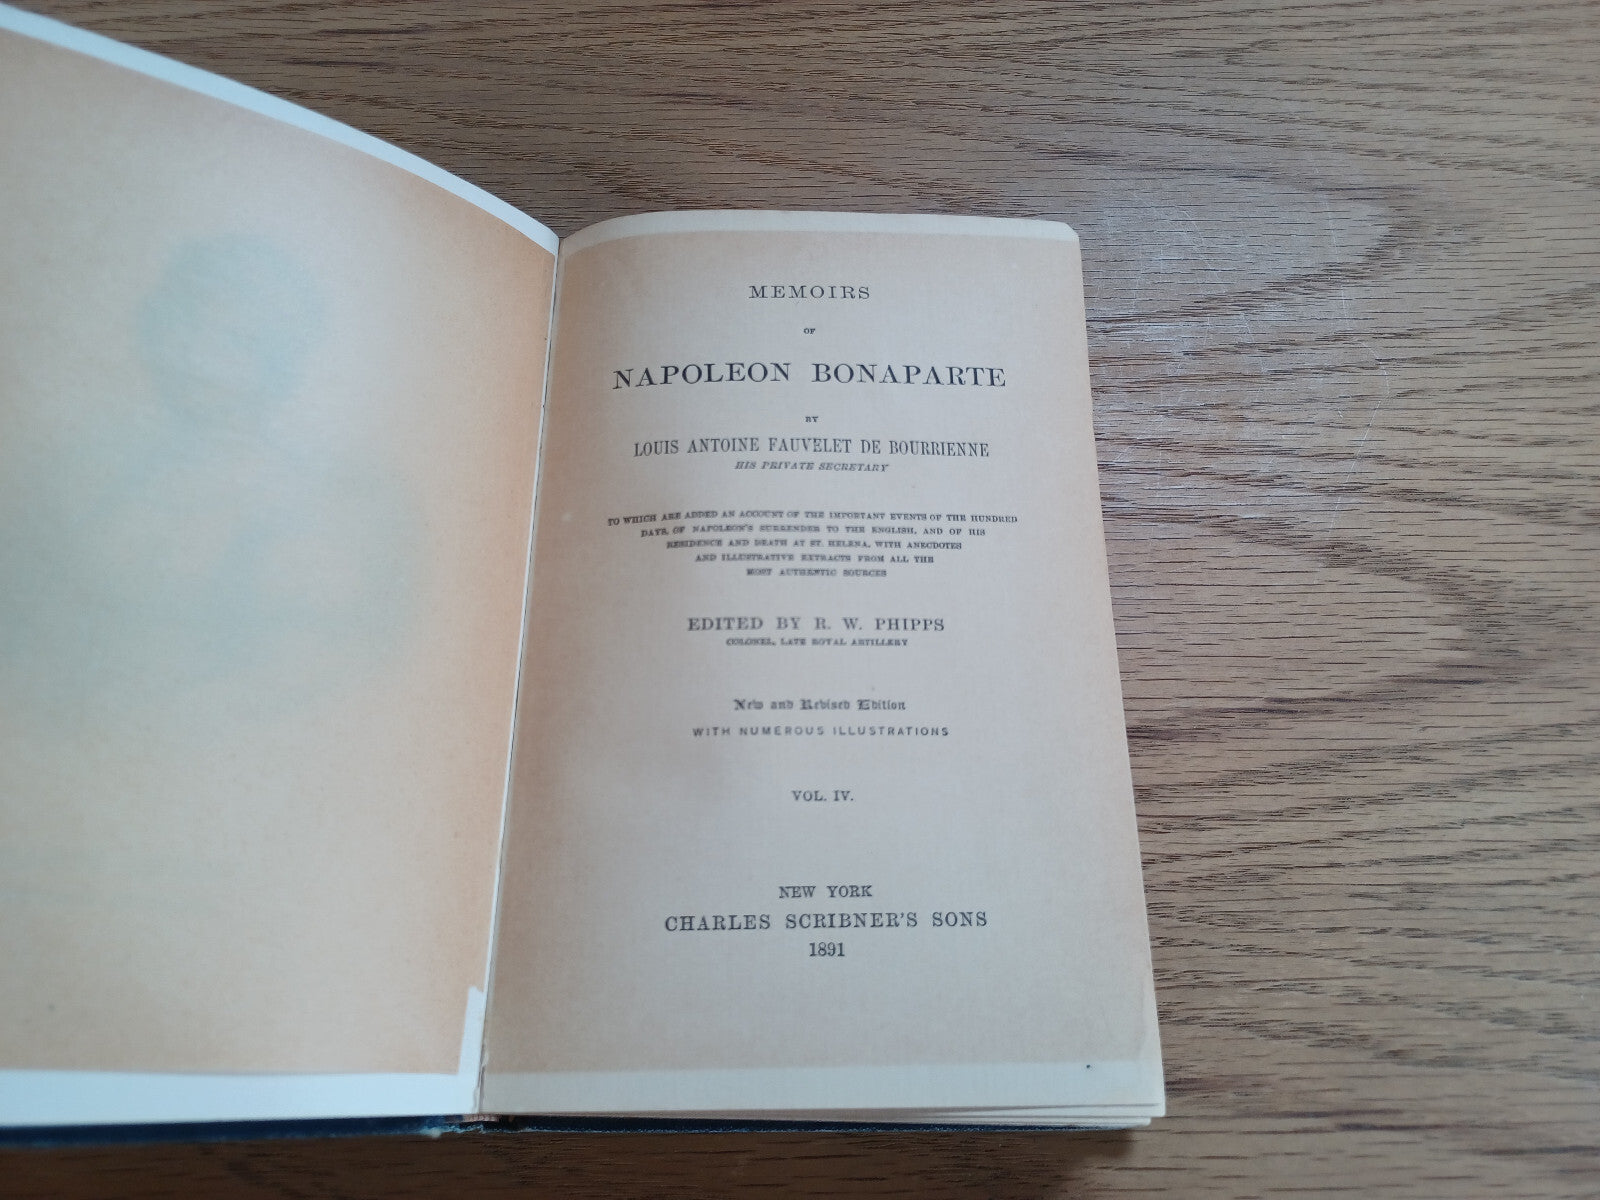 MEMOIRS
OF
NAPOLEON BONAPARTE
BY
LOUIS ANTOINE FAUVELET DE BOURRIENNE
HIS PRIVATE SECRETARY
TO WHICH ARE ADDED AN ACCOUNT OF THE IMPORTANT EVENTS OF THE HUNDRED
DAYS, OF NAPOLEON'S SURRENDER TO THE ENGLISH, AND OF HIS
RESIDENCE AND DEATH AT ST. HELENA, WITH ANECDOTES
AND ILLUSTRATIVE EXTRACTS FROM ALL THE
MOST AUTHENTIC SOURCES
EDITED BY R. W. PHIPPS
COLONEL, LATE ROYAL ARTILLERY
New and Revised Edition
WITH NUMEROUS ILLUSTRATIONS
VOL. IV.
NEW YORK
CHARLES SCRIBNER'S SONS
1891